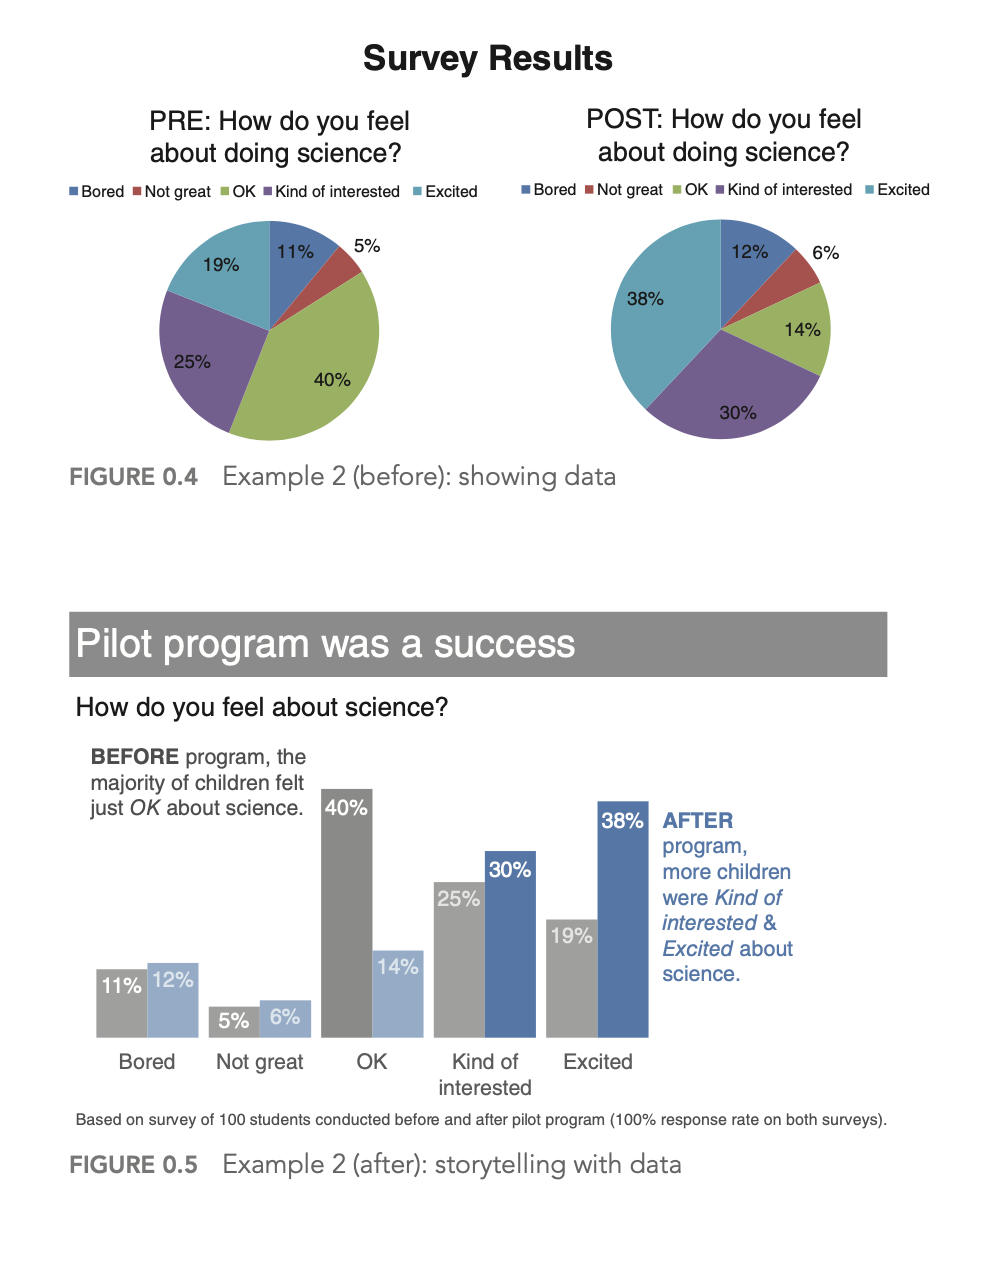 Survey Results
PRE: How do you feel
about doing science?
Bored Not great OK Kind of interested Excited
11%
5%
19%
25%
40%
POST: How do you feel
about doing science?
Bored Not great OK Kind of interested Excited
12%
6%
38%
14%
30%
FIGURE 0.4 Example 2 (before): showing data
Pilot program was a success
How do you feel about science?
BEFORE program, the
majority of children felt
just OK about science.
40%
38%
30%
25%
19%
14%
11%
12%
5%
6%
AFTER
program,
more children
were Kind of
interested &
Excited about
science.
Bored
Not great
OK
Kind of
interested
Excited
Based on survey of 100 students conducted before and after pilot program (100% response rate on both surveys).
FIGURE 0.5 Example 2 (after): storytelling with data